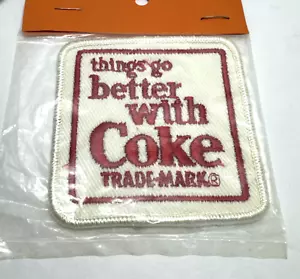 things go
better
with
Coke
TRADE-MARK®